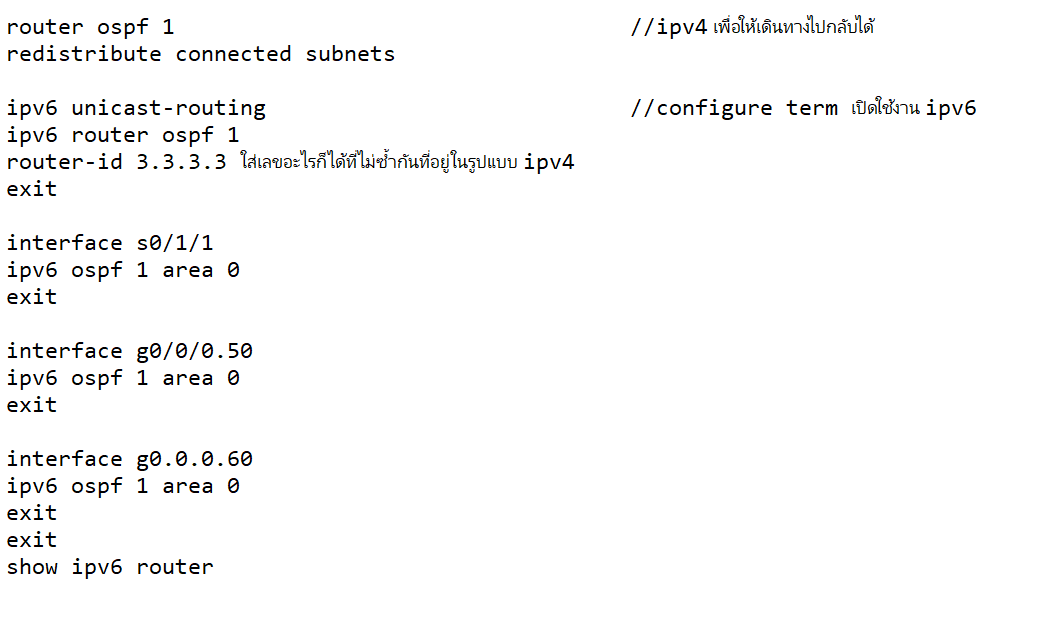 router ospf 1 //ipv4 เพื่อให้เดินทางไปกลับได้
redistribute connected subnets
ipv6 unicast-routing //configure term เปิดใช้งาน ipv6
ipv6 router ospf 1
router-id 3.3.3.3 ใส่เลขอะไรก็ได้ที่ไม่ซ้ำกันที่อยู่ในรูปแบบ ipv4
exit
interface s0/1/1
ipv6 ospf 1 area 0
exit
interface g0/0/0.50
ipv6 ospf 1 area 0
exit
interface g0.0.0.60
ipv6 ospf 1 area 0
exit
exit
show ipv6 router